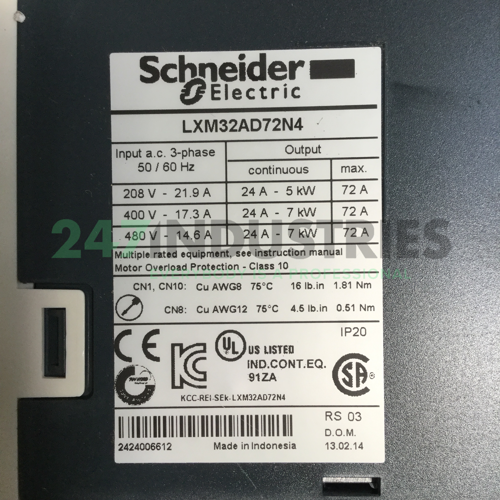 Schneider
Electric
LXM32AD72N4
Input a.c. 3-phase
50 / 60 Hz
Output
continuous
max.
208 V - 21.9 A
24 A - 5 kW
72 A
400 V - 17.3 A
24 A - 7 kW
72 A
480 V - 14.6 A
24 A - 7 kW
72 A
247 INDUSTRIES
Multiple rated equipment, see instruction manual
Motor Overload Protection - Class 10
CN1, CN10: Cu AWG8 75°C 16 lb.in 1.81 Nm
CN8: Cu AWG12 75°C 4.5 lb.in 0.51 Nm
IP20
CE
UL US LISTED
IND.CONT.EQ.
91ZA
SA
KCC-REI-SEk-LXM32AD72N4
RS 03
D.O.M.
2424006612
Made in Indonesia
13.02.14